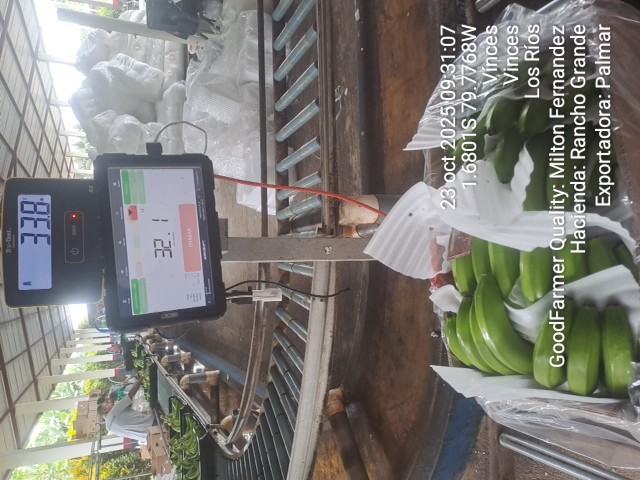 Tru-Test
33.8
32.1
GRABAR
23 oct 2025 09:31:07
1.6801S 79.7768W
Vinces
Vinces
Los Ríos
GoodFarmer Quality: Milton Fernandez
Hacienda: Rancho Grande
Exportadora: Palmar